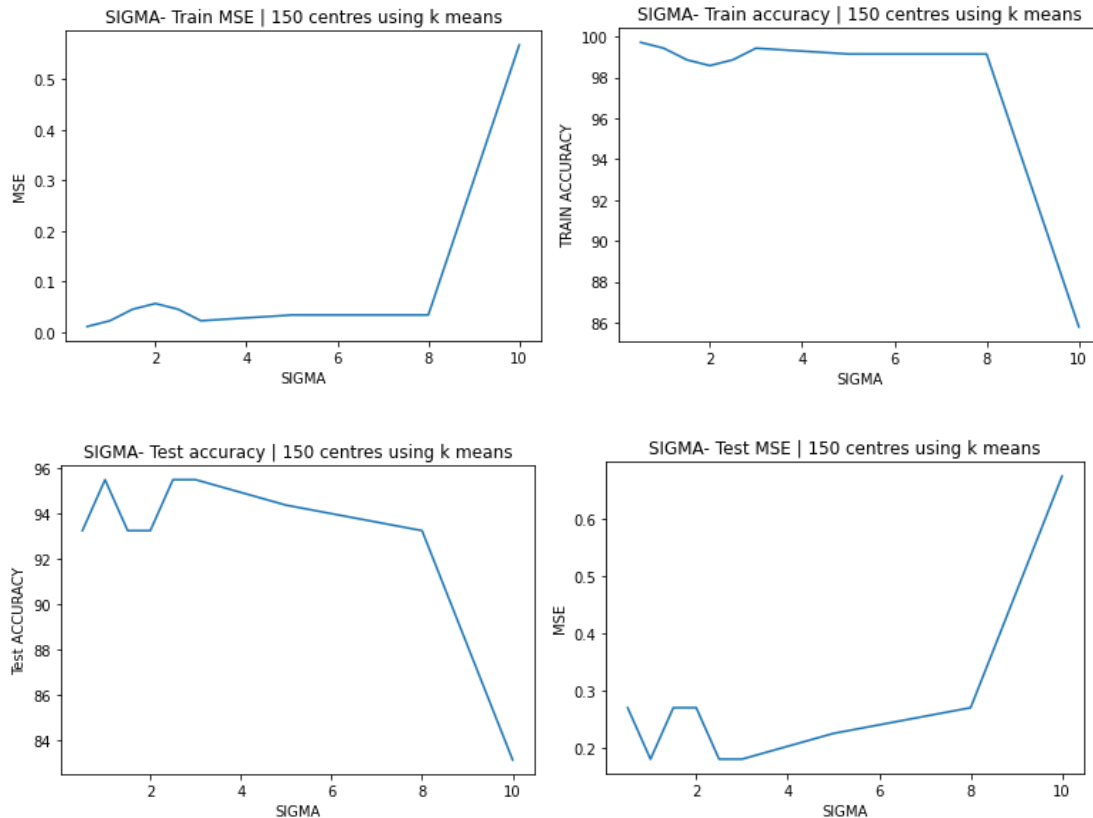 SIGMA- Train MSE | 150 centres using k means
0.5
0.4
0.3
0.2
0.1
0.0
MSE
2 4 6 8 10
SIGMA
SIGMA- Train accuracy | 150 centres using k means
100
98
96
94
92
90
88
86
TRAIN ACCURACY
2 4 6 8 10
SIGMA
SIGMA- Test accuracy | 150 centres using k means
96
94
92
90
88
86
84
Test ACCURACY
2 4 6 8 10
SIGMA
SIGMA- Test MSE | 150 centres using k means
0.6
0.5
0.4
0.3
0.2
MSE
2 4 6 8 10
SIGMA